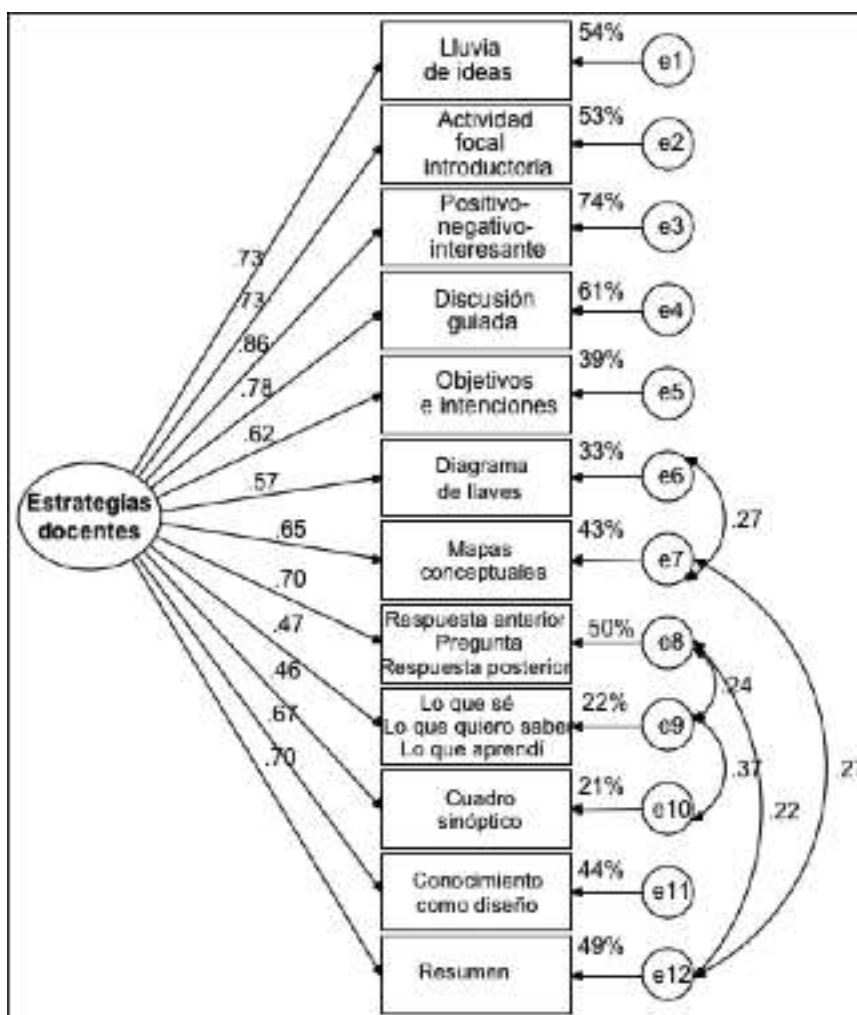 54%
Lluvia
de ideas
e1
53%
Actividad
focal
introductoria
e2
74%
Positivo-
negativo-
interesante
e3
.73
61%
Discusión
guiada
e4
.73
.86
39%
Objetivos
e intenciones
e5
.78
.62
33%
Diagrama
de llaves
e6
.57
Estrategias
docentes
.27
.65
43%
Mapas
conceptuales
e7
.70
Respuesta anterior
Pregunta
Respuesta posterior
50%
e8
.47
.46
.24
22%
Lo que sé
Lo que quiero saber
Lo que aprendí
e9
.67
.70
.37
21%
Cuadro
sinóptico
e10
.22
44%
Conocimiento
como diseño
e11
49%
Resumen
e12